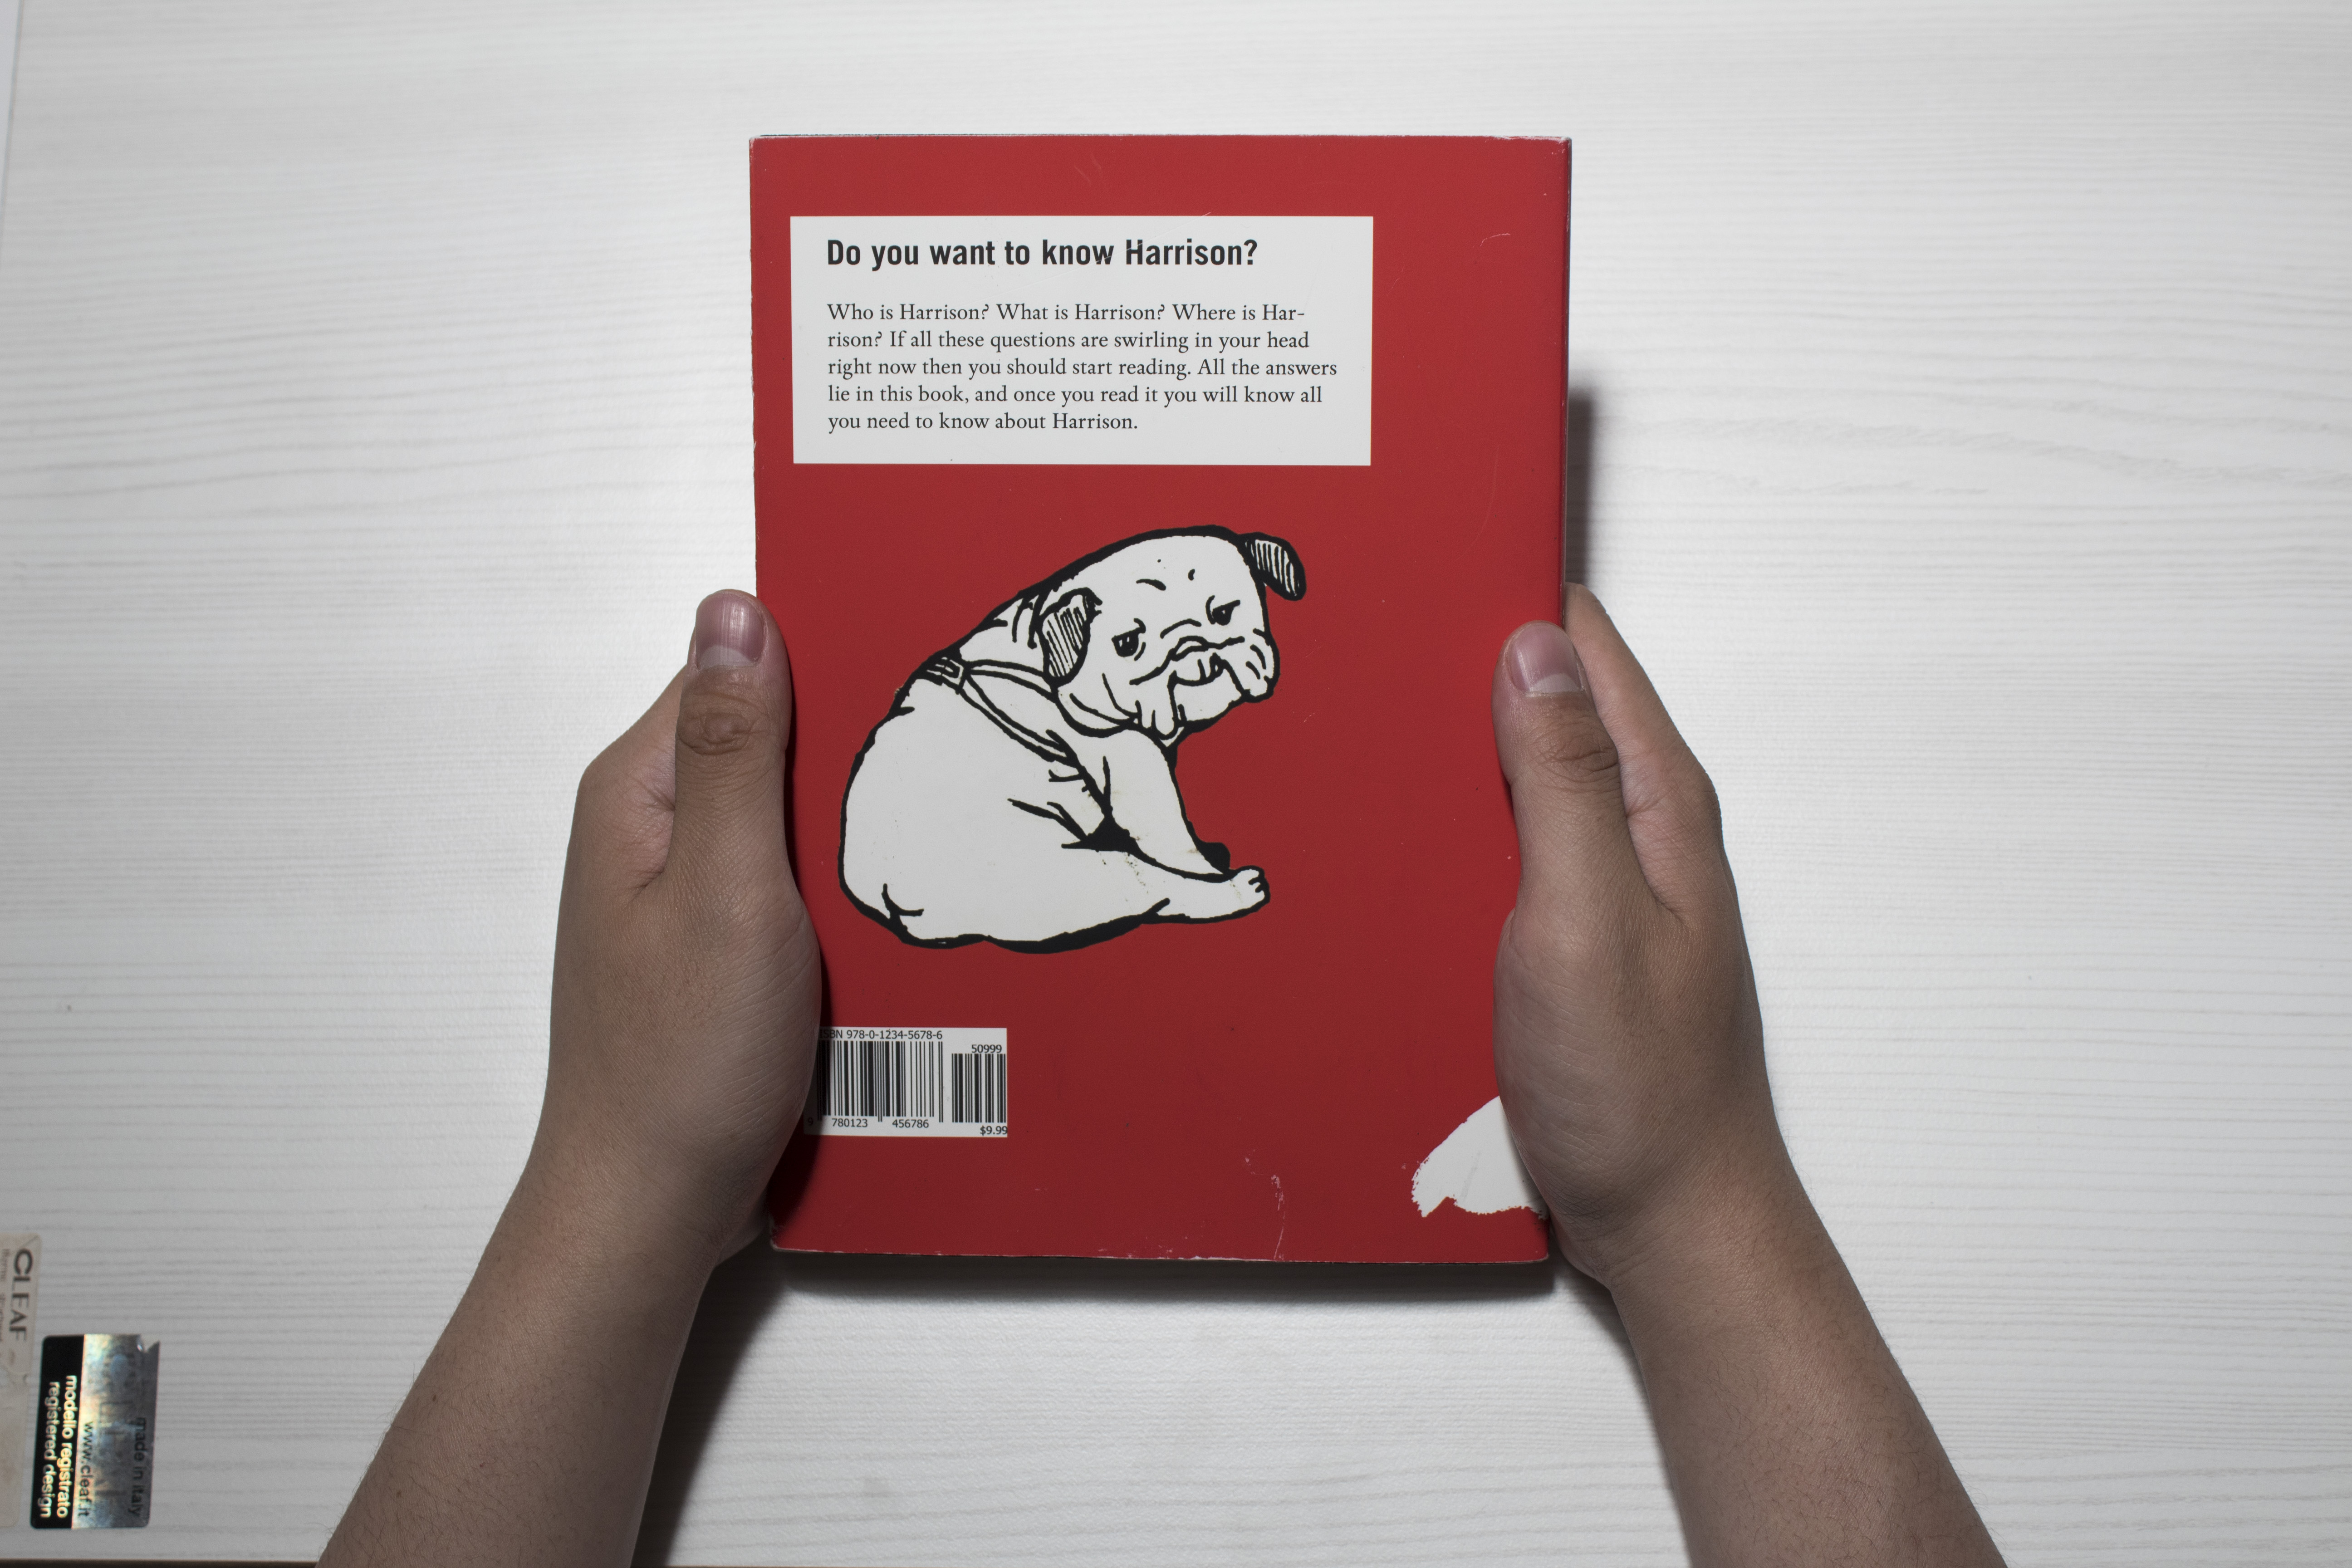 Do you want to know Harrison?
Who is Harrison? What is Harrison? Where is Har-
rison? If all these questions are swirling in your head
right now then you should start reading. All the answers
lie in this book, and once you read it you will know all
you need to know about Harrison.
ISBN 978-0-1234-5678-6
50999
9 780123 456786
$9.99
CLEAF
made in italy
www.cleaf.it
modello registrato
registered design